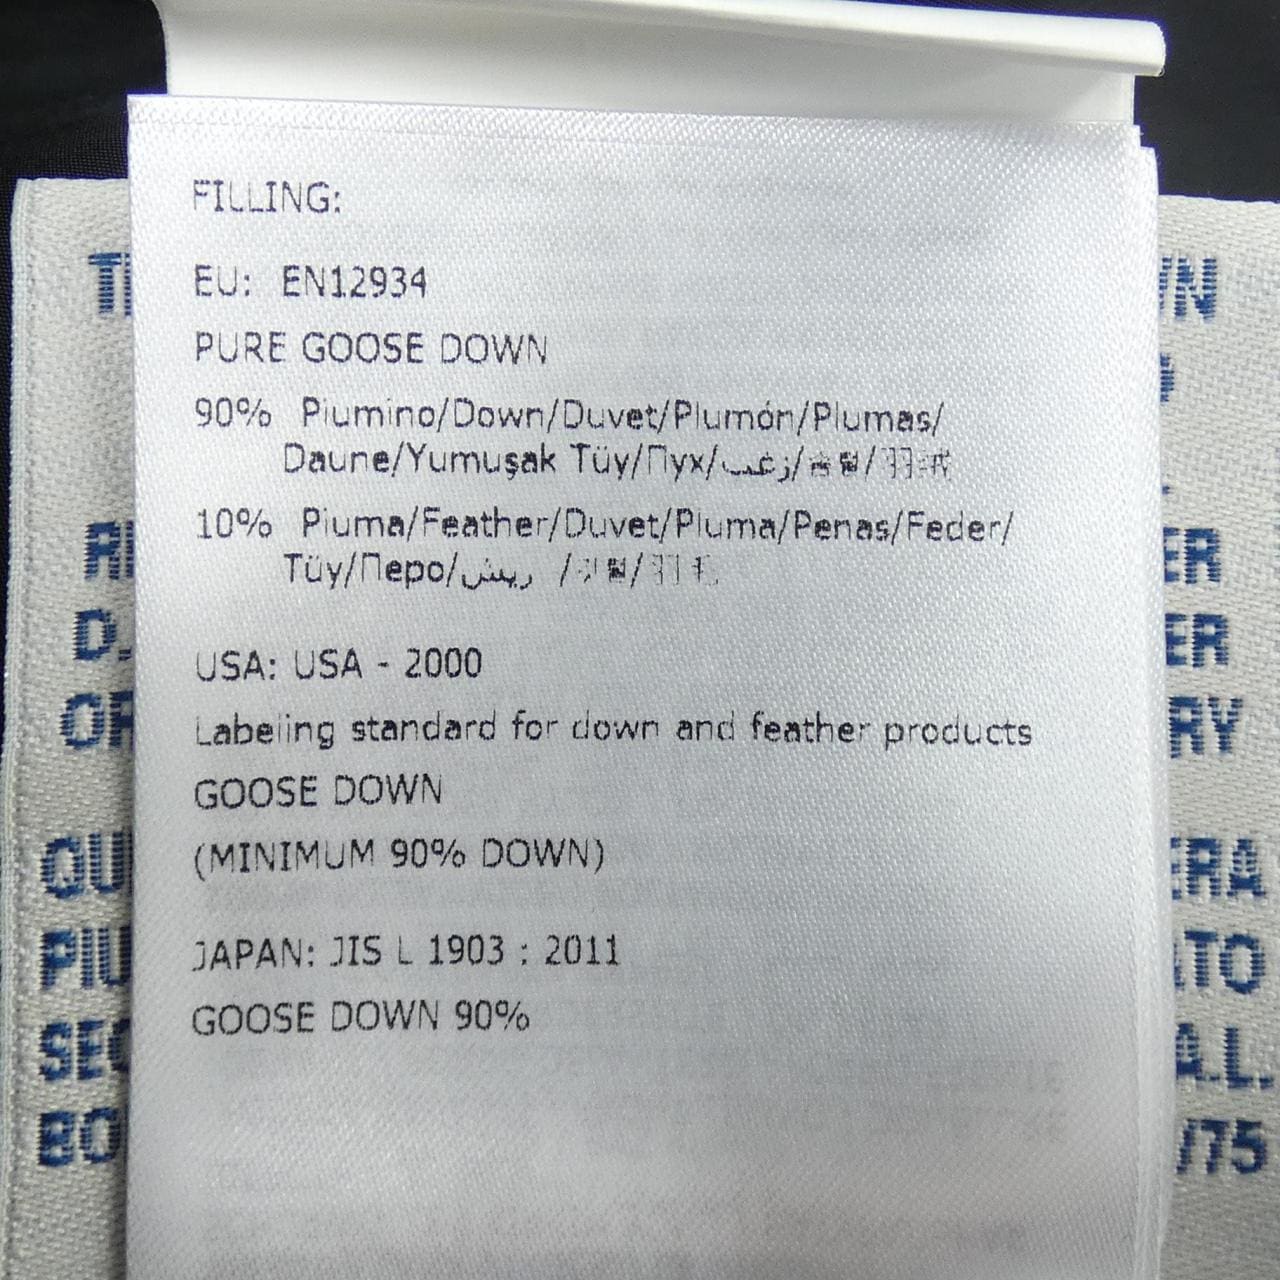 FILLING:
EU: EN12934
PURE GOOSE DOWN
90% Piumino/Down/Duvet/Plumón/Plumas/
Daune/Yumuşak Tüy/Пух/زغب/
10% Piuma/Feather/Duvet/Pluma/Penas/Feder/
Tüy/Перо/ريش /
USA: USA - 2000
Labeling standard for down and feather products
GOOSE DOWN
(MINIMUM 90% DOWN)
JAPAN: JIS L 1903 : 2011
GOOSE DOWN 90%